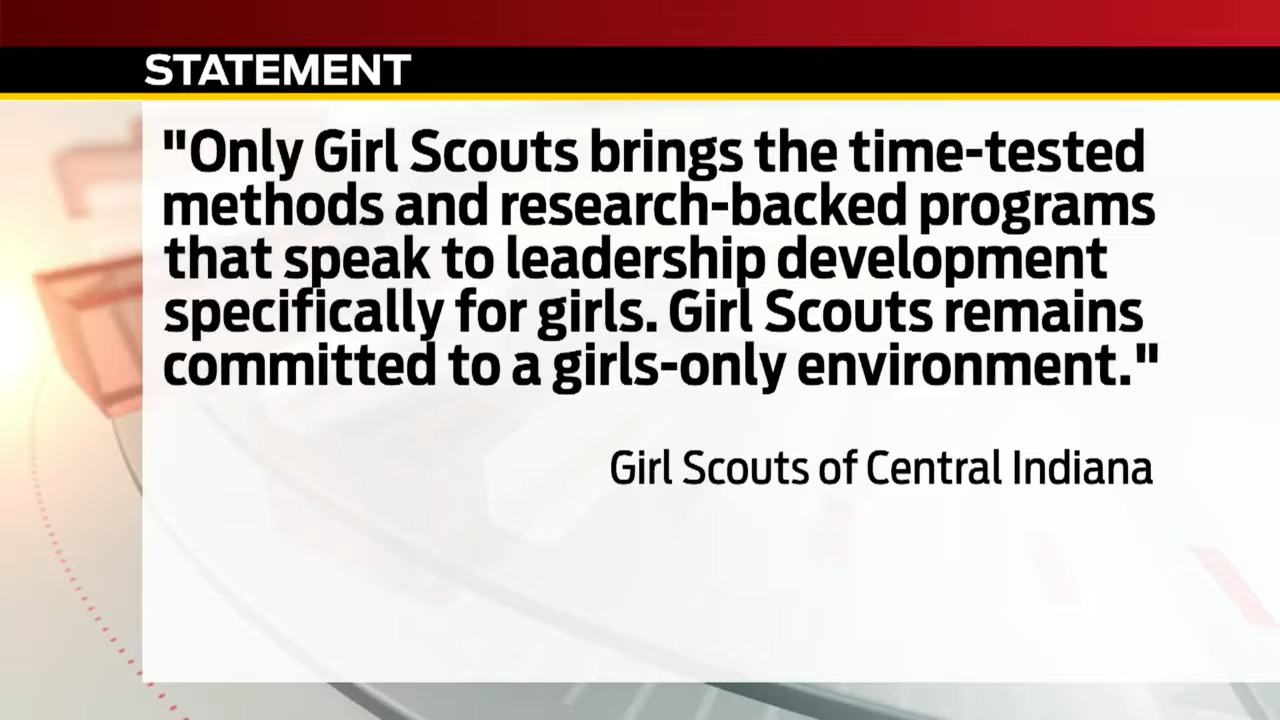 STATEMENT
"Only Girl Scouts brings the time-tested
methods and research-backed programs
that speak to leadership development
specifically for girls. Girl Scouts remains
committed to a girls-only environment."
Girl Scouts of Central Indiana